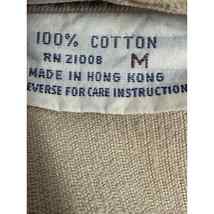 100% COTTON
RN 21008 M
MADE IN HONG KONG
EVERSE FOR CARE INSTRUCTION